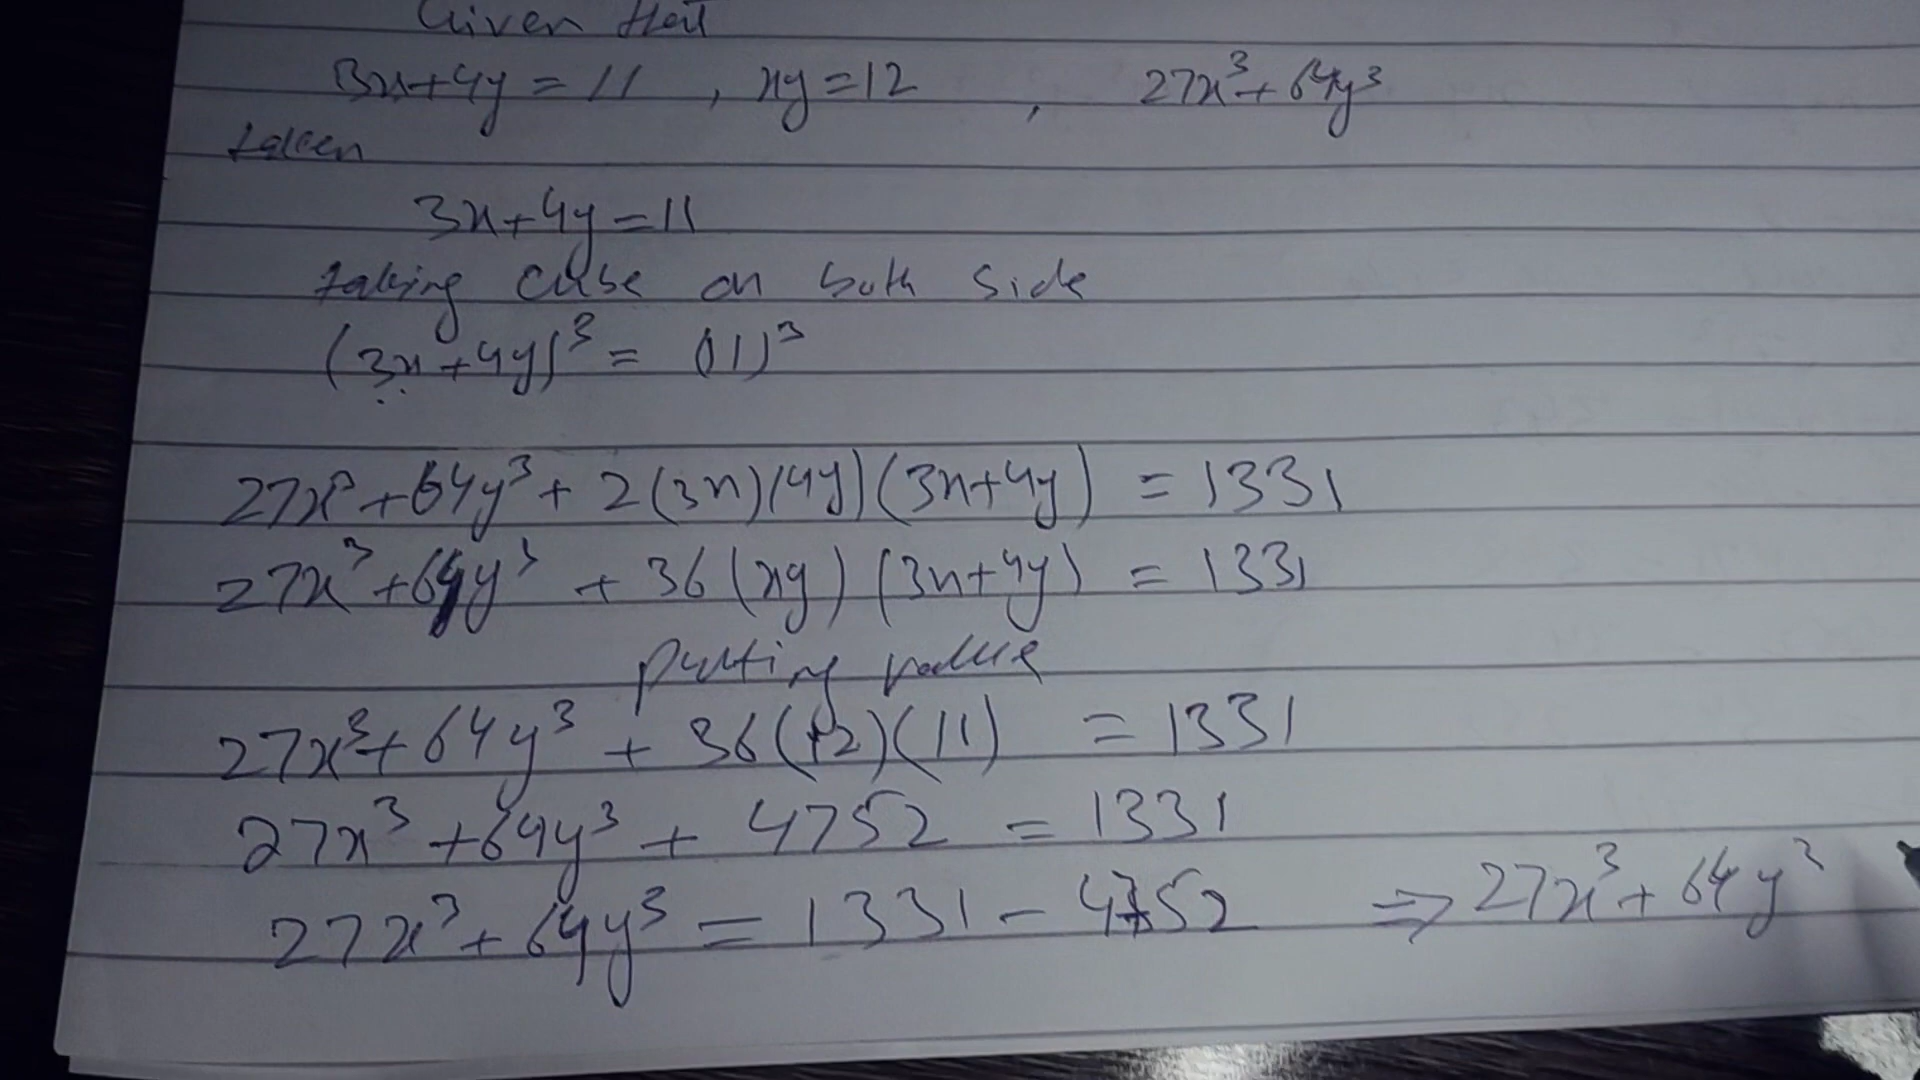 Given that
3x+4y = 11 , xy = 12 , 27x³+64y³
taken
3x+4y=11
taking cube on both side
(3x+4y)³ = (11)³
27x³+64y³+ 2(3x)(4y)(3x+4y) = 1331
27x³+64y³ + 36(xy)(3x+4y) = 1331
putting value
27x³+64y³ + 36(12)(11) = 1331
27x³+64y³+ 4752 = 1331
27x³+64y³ = 1331 - 4752 ⇒ 27x³+64y³